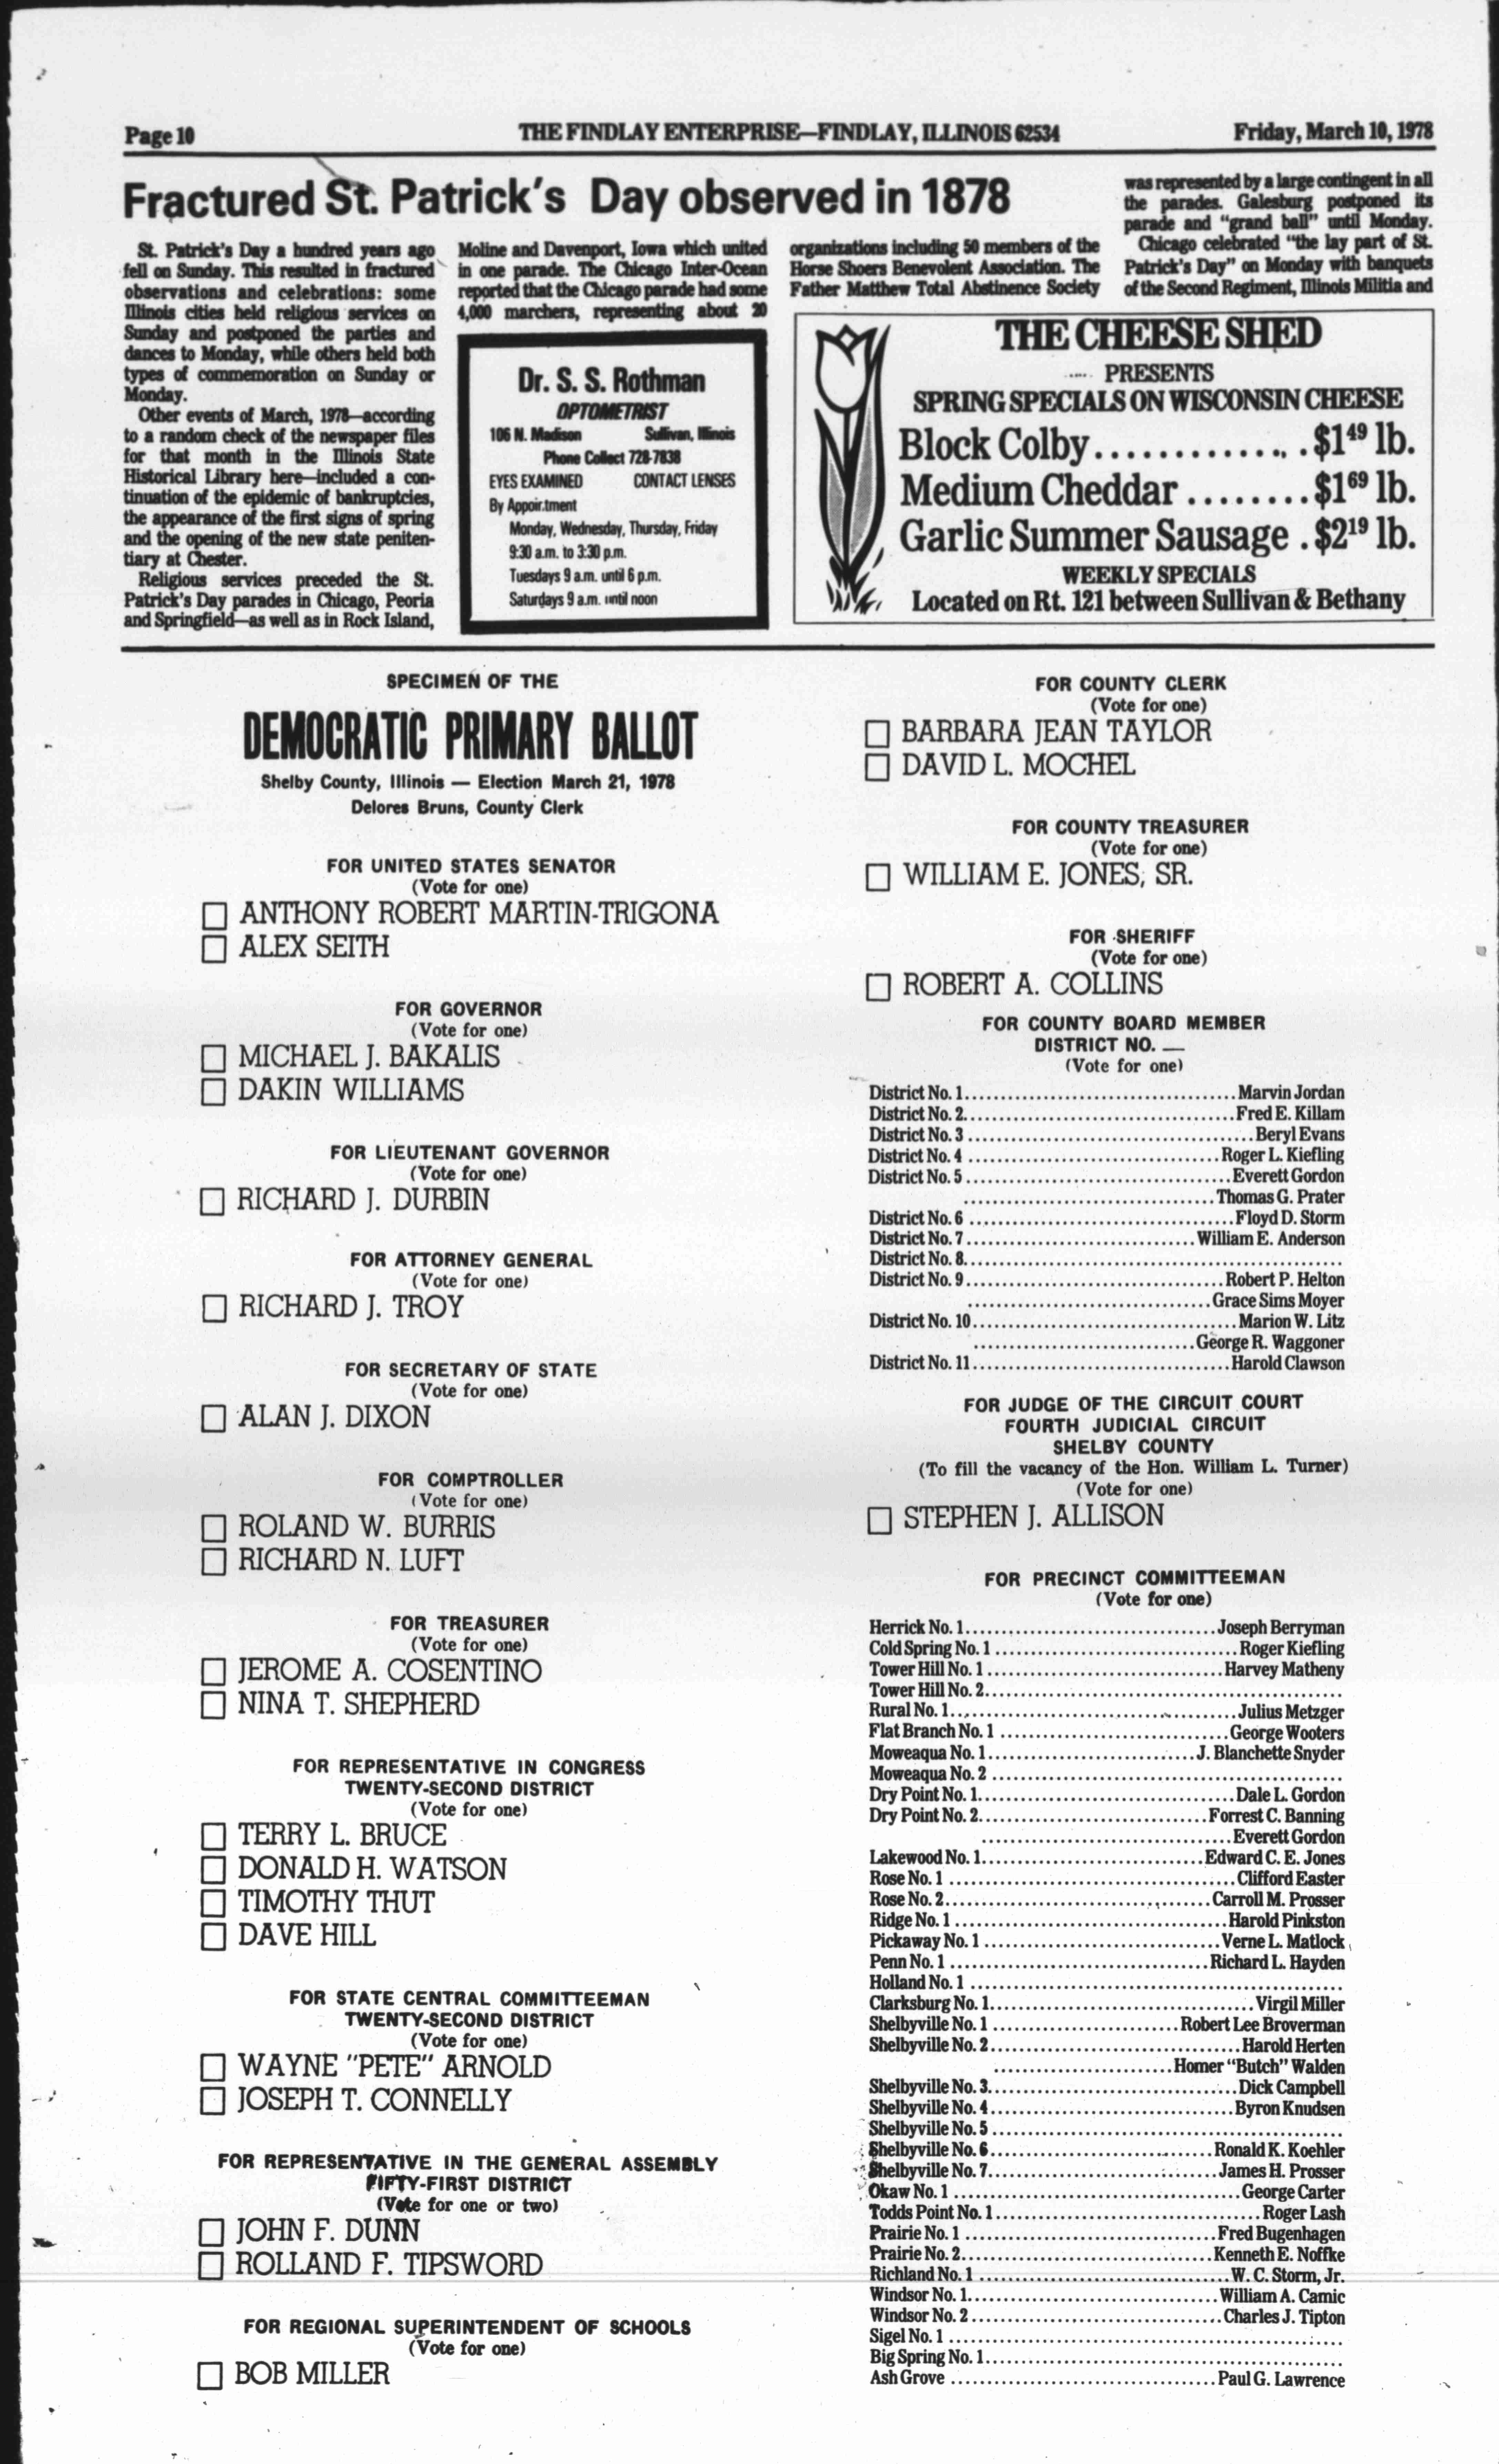 Page 10
THE FINDLAY ENTERPRISE—FINDLAY, ILLINOIS 62534
Friday, March 10, 1978
Fractured St. Patrick's Day observed in 1878
St. Patrick's Day a hundred years ago
fell on Sunday. This resulted in fractured
observations and celebrations: some
Illinois cities held religious services on
Sunday and postponed the parties and
dances to Monday, while others held both
types of commemoration on Sunday or
Monday.
Other events of March, 1978—according
to a random check of the newspaper files
for that month in the Illinois State
Historical Library here—included a con-
tinuation of the epidemic of bankruptcies,
the appearance of the first signs of spring
and the opening of the new state peniten-
tiary at Chester.
Religious services preceded the St.
Patrick's Day parades in Chicago, Peoria
and Springfield—as well as in Rock Island,
Moline and Davenport, Iowa which united
in one parade. The Chicago Inter-Ocean
reported that the Chicago parade had some
4,000 marchers, representing about 20
organizations including 50 members of the
Horse Shoers Benevolent Association. The
Father Matthew Total Abstinence Society
was represented by a large contingent in all
the parades. Galesburg postponed its
parade and "grand ball" until Monday.
Chicago celebrated "the lay part of St.
Patrick's Day" on Monday with banquets
of the Second Regiment, Illinois Militia and
Dr. S. S. Rothman
OPTOMETRIST
106 N. Madison Sullivan, Illinois
Phone Collect 728-7838
EYES EXAMINED CONTACT LENSES
By Appointment
Monday, Wednesday, Thursday, Friday
9:30 a.m. to 3:30 p.m.
Tuesdays 9 a.m. until 6 p.m.
Saturdays 9 a.m. until noon
THE CHEESE SHED
PRESENTS
SPRING SPECIALS ON WISCONSIN CHEESE
Block Colby.............$1 49 lb.
Medium Cheddar........$1 69 lb.
Garlic Summer Sausage .$2 19 lb.
WEEKLY SPECIALS
Located on Rt. 121 between Sullivan & Bethany
SPECIMEN OF THE
DEMOCRATIC PRIMARY BALLOT
Shelby County, Illinois — Election March 21, 1978
Delores Bruns, County Clerk
FOR UNITED STATES SENATOR
(Vote for one)
ANTHONY ROBERT MARTIN-TRIGONA
ALEX SEITH
FOR GOVERNOR
(Vote for one)
MICHAEL J. BAKALIS
DAKIN WILLIAMS
FOR LIEUTENANT GOVERNOR
(Vote for one)
RICHARD J. DURBIN
FOR ATTORNEY GENERAL
(Vote for one)
RICHARD J. TROY
FOR SECRETARY OF STATE
(Vote for one)
ALAN J. DIXON
FOR COMPTROLLER
(Vote for one)
ROLAND W. BURRIS
RICHARD N. LUFT
FOR TREASURER
(Vote for one)
JEROME A. COSENTINO
NINA T. SHEPHERD
FOR REPRESENTATIVE IN CONGRESS
TWENTY-SECOND DISTRICT
(Vote for one)
TERRY L. BRUCE
DONALD H. WATSON
TIMOTHY THUT
DAVE HILL
FOR STATE CENTRAL COMMITTEEMAN
TWENTY-SECOND DISTRICT
(Vote for one)
WAYNE "PETE" ARNOLD
JOSEPH T. CONNELLY
FOR REPRESENTATIVE IN THE GENERAL ASSEMBLY
FIFTY-FIRST DISTRICT
(Vote for one or two)
JOHN F. DUNN
ROLLAND F. TIPSWORD
FOR REGIONAL SUPERINTENDENT OF SCHOOLS
(Vote for one)
BOB MILLER
FOR COUNTY CLERK
(Vote for one)
BARBARA JEAN TAYLOR
DAVID L. MOCHEL
FOR COUNTY TREASURER
(Vote for one)
WILLIAM E. JONES, SR.
FOR SHERIFF
(Vote for one)
ROBERT A. COLLINS
FOR COUNTY BOARD MEMBER
DISTRICT NO. —
(Vote for one)
District No. 1..........Marvin Jordan
District No. 2..........Fred E. Killam
District No. 3..........Beryl Evans
District No. 4..........Roger L. Kiefling
District No. 5..........Everett Gordon
..........Thomas G. Prater
District No. 6..........Floyd D. Storm
District No. 7..........William E. Anderson
District No. 8..........
District No. 9..........Robert P. Helton
..........Grace Sims Moyer
District No. 10..........Marion W. Litz
..........George R. Waggoner
District No. 11..........Harold Clawson
FOR JUDGE OF THE CIRCUIT COURT
FOURTH JUDICIAL CIRCUIT
SHELBY COUNTY
(To fill the vacancy of the Hon. William L. Turner)
(Vote for one)
STEPHEN J. ALLISON
FOR PRECINCT COMMITTEEMAN
(Vote for one)
Herrick No. 1..........Joseph Berryman
Cold Spring No. 1..........Roger Kiefling
Tower Hill No. 1..........Harvey Matheny
Tower Hill No. 2..........
Rural No. 1..........Julius Metzger
Flat Branch No. 1..........George Wooters
Moweaqua No. 1..........J. Blanchette Snyder
Moweaqua No. 2..........
Dry Point No. 1..........Dale L. Gordon
Dry Point No. 2..........Forrest C. Banning
..........Everett Gordon
Lakewood No. 1..........Edward C. E. Jones
Rose No. 1..........Clifford Easter
Rose No. 2..........Carroll M. Prosser
Ridge No. 1..........Harold Pinkston
Pickaway No. 1..........Verne L. Matlock
Penn No. 1..........Richard L. Hayden
Holland No. 1..........
Clarksburg No. 1..........Virgil Miller
Shelbyville No. 1..........Robert Lee Broverman
Shelbyville No. 2..........Harold Herten
..........Homer "Butch" Walden
Shelbyville No. 3..........Dick Campbell
Shelbyville No. 4..........Byron Knudsen
Shelbyville No. 5..........
Shelbyville No. 6..........Ronald K. Koehler
Shelbyville No. 7..........James H. Prosser
Okaw No. 1..........George Carter
Todds Point No. 1..........Roger Lash
Prairie No. 1..........Fred Bugenhagen
Prairie No. 2..........Kenneth E. Noffke
Richland No. 1..........W. C. Storm, Jr.
Windsor No. 1..........William A. Camic
Windsor No. 2..........Charles J. Tipton
Sigel No. 1..........
Big Spring No. 1..........
Ash Grove..........Paul G. Lawrence